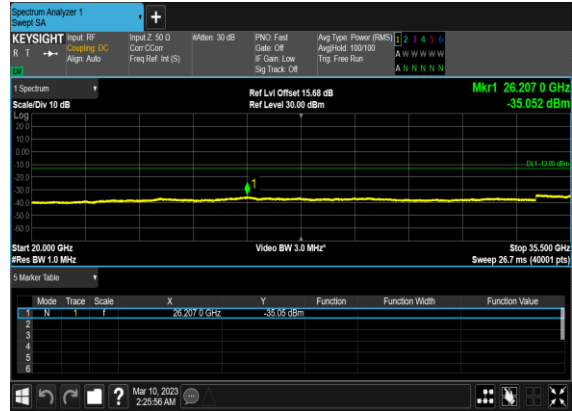 Spectrum Analyzer 1
Swept SA
+
KEYSIGHT Input: RF Input Z: 50 Ω #Atten: 30 dB PNO: Fast Avg Type: Power (RMS) 1 2 3 4 5 6
R T Coupling: DC Corr CCorr Gate: Off Avg|Hold: 100/100 A W W W W W
Align: Auto Freq Ref: Int (S) IF Gain: Low Trig: Free Run
Sig Track: Off A N N N N N
1 Spectrum Ref Lvl Offset 15.68 dB Mkr1 26.207 0 GHz
Scale/Div 10 dB Ref Level 30.00 dBm -35.052 dBm
Log
20.0
10.0
0.00
-10.0
DL1 -13.00 dBm
-20.0
1
-30.0
-40.0
-50.0
-60.0
Start 20.000 GHz Video BW 3.0 MHz* Stop 35.500 GHz
#Res BW 1.0 MHz Sweep 26.7 ms (40001 pts)
5 Marker Table
Mode Trace Scale X Y Function Function Width Function Value
1 N 1 f 26.207 0 GHz -35.05 dBm
2
3
4
5
6
? Mar 10, 2023
2:25:56 AM